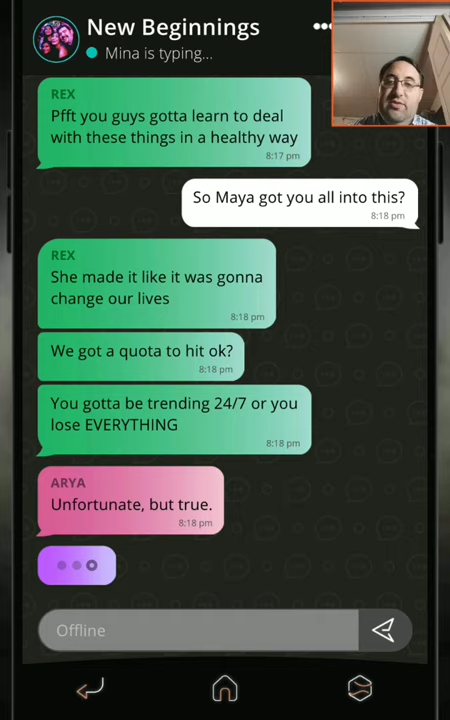 New Beginnings
Mina is typing...
REX
Pfft you guys gotta learn to deal
with these things in a healthy way
8:17 pm
So Maya got you all into this?
8:18 pm
REX
She made it like it was gonna
change our lives
8:18 pm
We got a quota to hit ok?
8:18 pm
You gotta be trending 24/7 or you
lose EVERYTHING
8:18 pm
ARYA
Unfortunate, but true.
8:18 pm
Offline